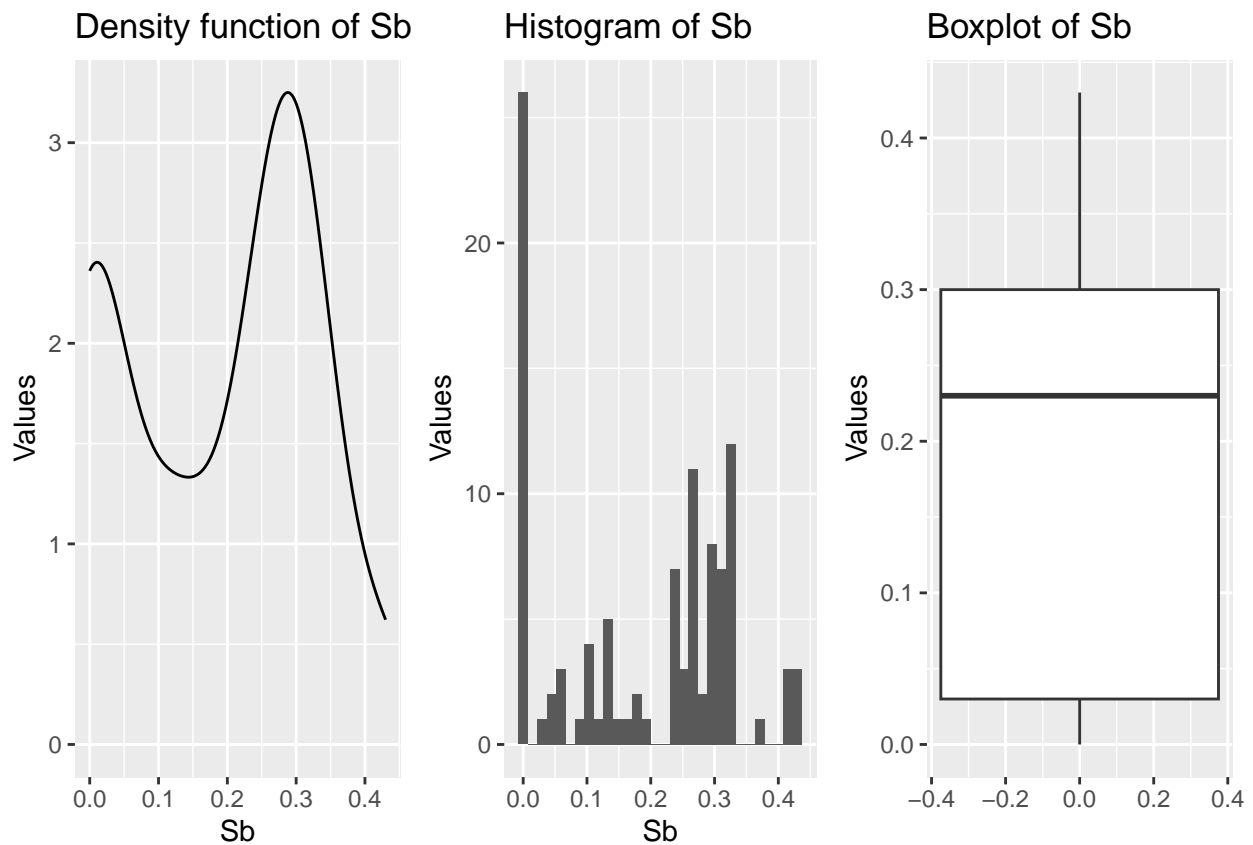 Density function of Sb
Values
3
2
1
0
0.0 0.1 0.2 0.3 0.4
Sb
Histogram of Sb
Values
20
10
0
0.0 0.1 0.2 0.3 0.4
Sb
Boxplot of Sb
Values
0.4
0.3
0.2
0.1
0.0
−0.4 −0.2 0.0 0.2 0.4